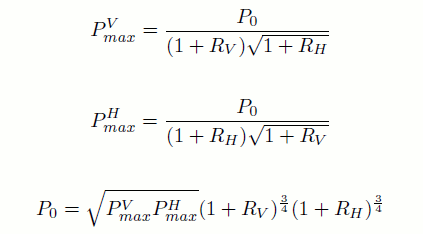 P^V_{max} = \frac{P_0}{(1 + R_V)\sqrt{1 + R_H}}
P^H_{max} = \frac{P_0}{(1 + R_H)\sqrt{1 + R_V}}
P_0 = \sqrt{P^V_{max} P^H_{max}} (1 + R_V)^{\frac{3}{4}} (1 + R_H)^{\frac{3}{4}}